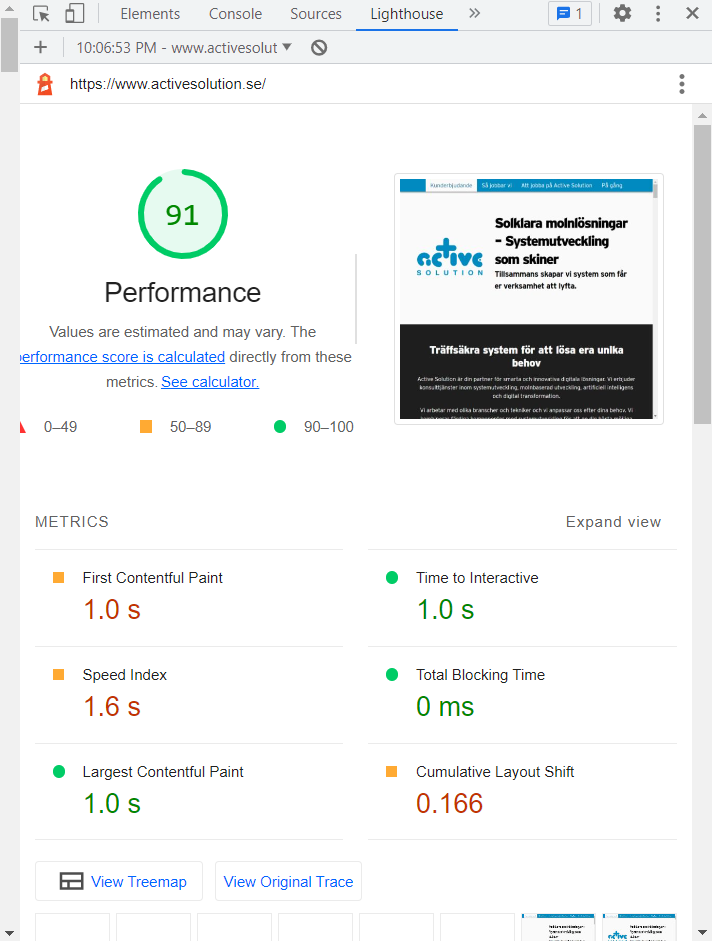 Elements Console Sources Lighthouse 1
10:06:53 PM - www.activesolut
https://www.activesolution.se/
91
Performance
Values are estimated and may vary. The
performance score is calculated directly from these
metrics. See calculator.
0–49 50–89 90–100
Kunderbjudande Så jobbar vi Att jobba på Active Solution På gång
active
SOLUTION
Solklara molnlösningar
– Systemutveckling
som skiner
Tillsammans skapar vi system som får
er verksamhet att lyfta.
Träffsäkra system för att lösa era unika
behov
Active Solution är din partner för smarta och innovativa digitala lösningar. Vi erbjuder
konsulttjänster inom systemutveckling, molnbaserad utveckling, artificiell intelligens
och digital transformation.
Vi arbetar med olika branscher och tekniker och vi anpassar oss efter dina behov. Vi
METRICS
Expand view
First Contentful Paint
1.0 s
Time to Interactive
1.0 s
Speed Index
1.6 s
Total Blocking Time
0 ms
Largest Contentful Paint
1.0 s
Cumulative Layout Shift
0.166
View Treemap
View Original Trace